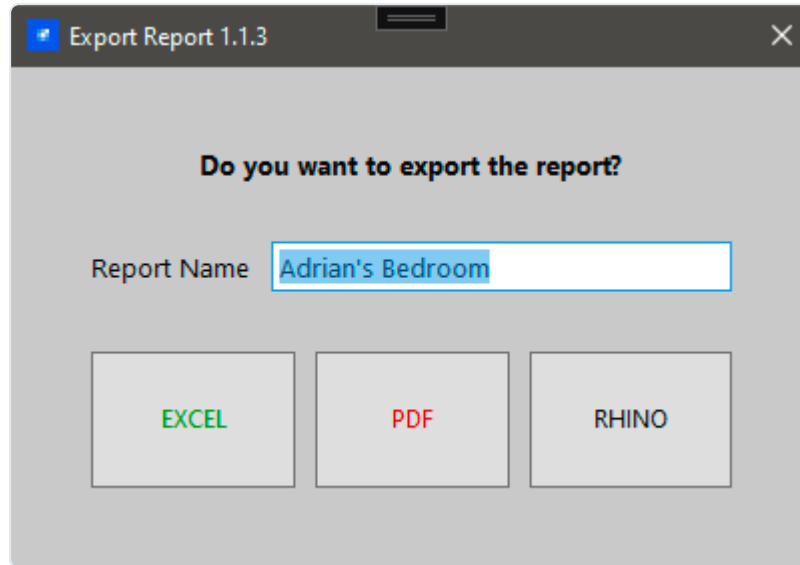 Export Report 1.1.3
Do you want to export the report?
Report Name Adrian's Bedroom
EXCEL PDF RHINO